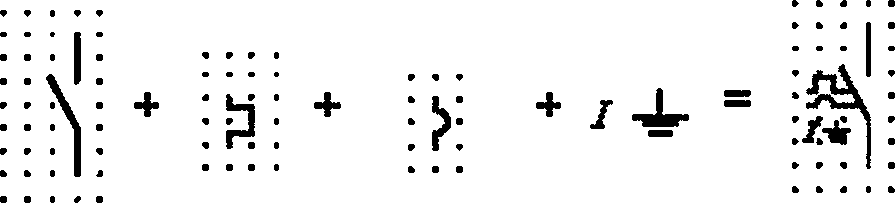 + + + I =
I